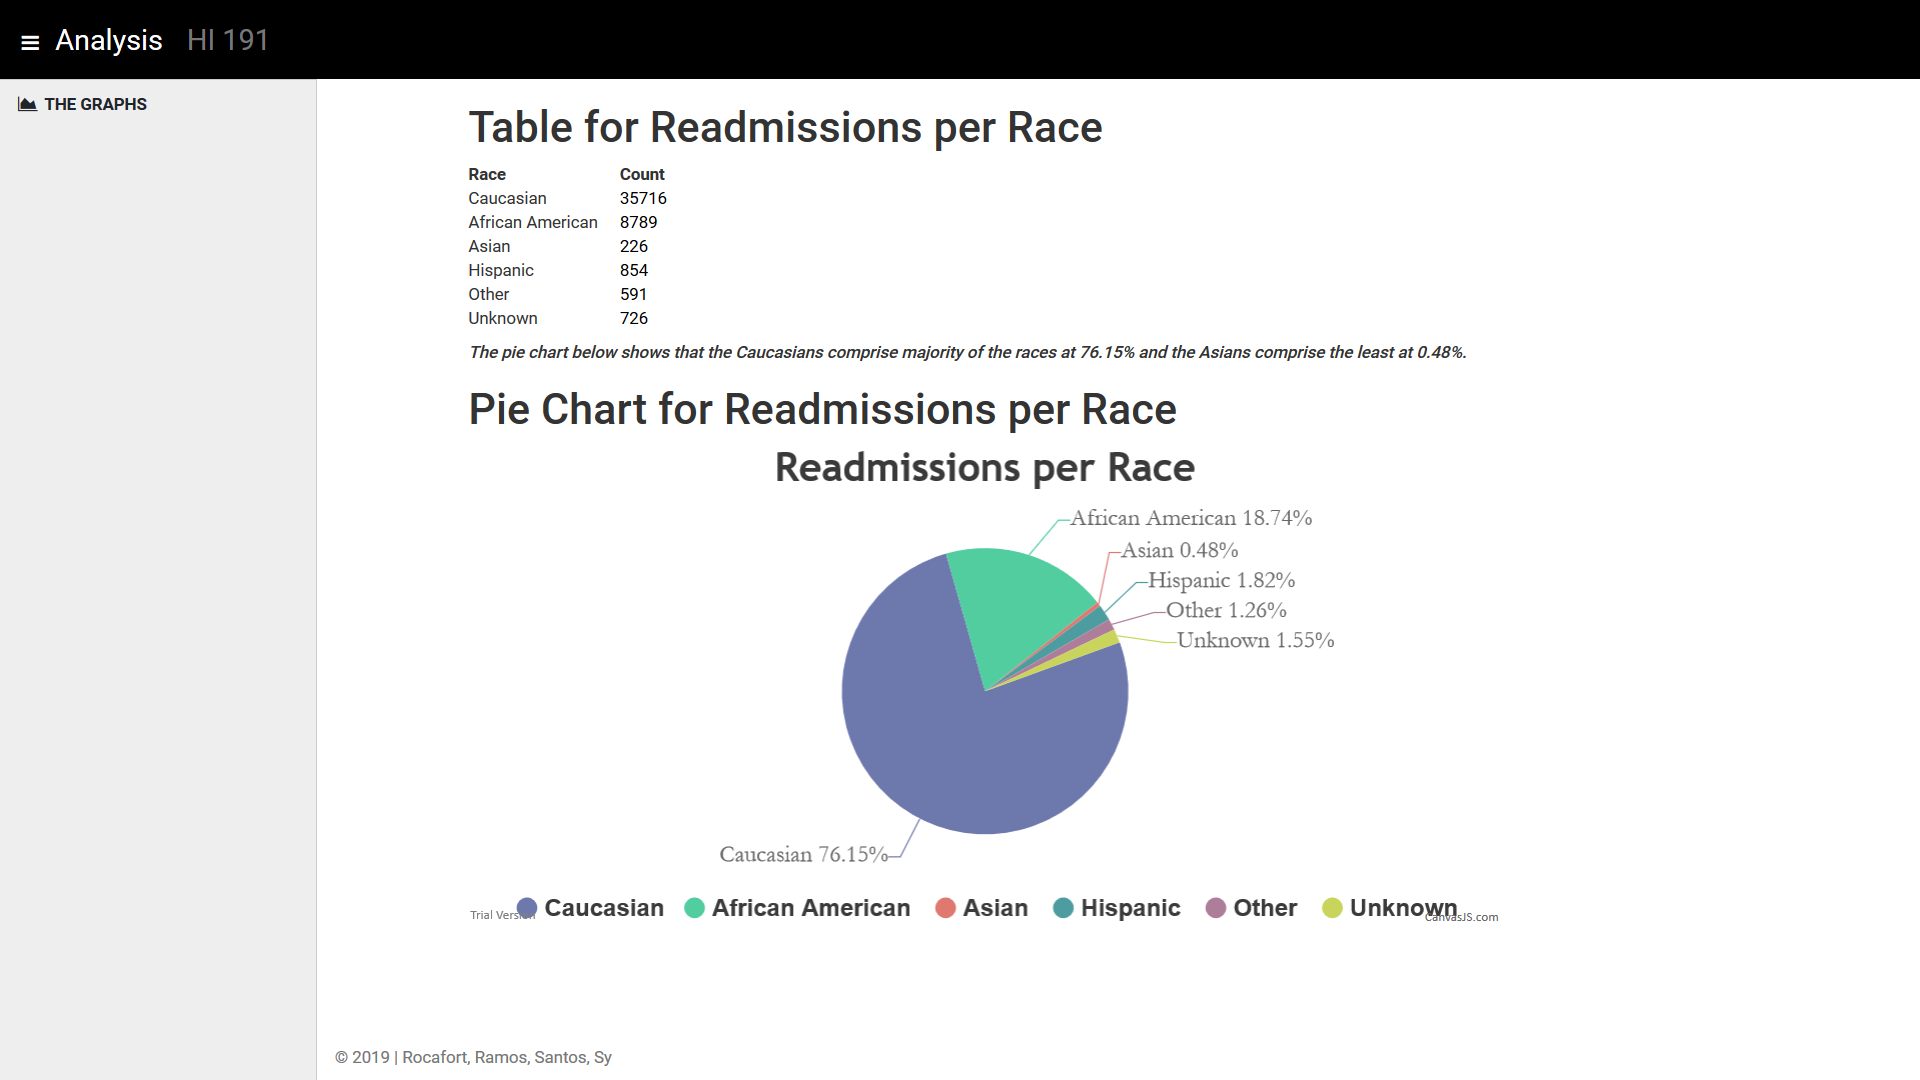 Analysis HI 191
THE GRAPHS
Table for Readmissions per Race
Race Count
Caucasian 35716
African American 8789
Asian 226
Hispanic 854
Other 591
Unknown 726
The pie chart below shows that the Caucasians comprise majority of the races at 76.15% and the Asians comprise the least at 0.48%.
Pie Chart for Readmissions per Race
Readmissions per Race
African American 18.74%
Asian 0.48%
Hispanic 1.82%
Other 1.26%
Unknown 1.55%
Caucasian 76.15%
Trial Version Caucasian African American Asian Hispanic Other Unknown CanvasJS.com
© 2019 | Rocafort, Ramos, Santos, Sy